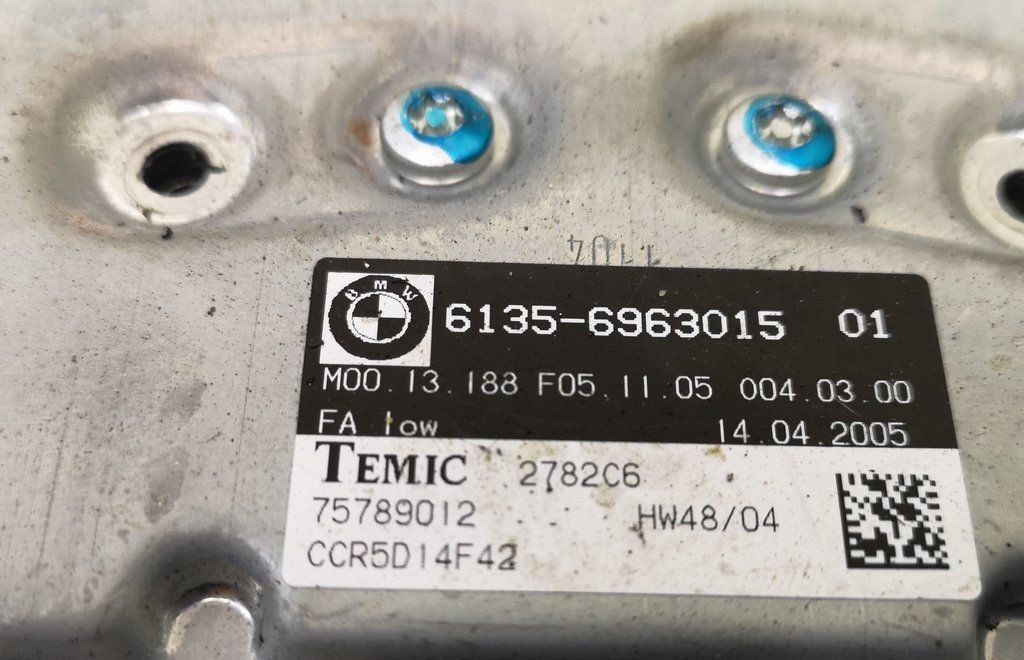 1104
BMW
6135-6963015 01
M00.13.188 F05.11.05 004.03.00
FA low 14.04.2005
TEMIC 2782C6
75789012 HW48/04
CCR5D14F42